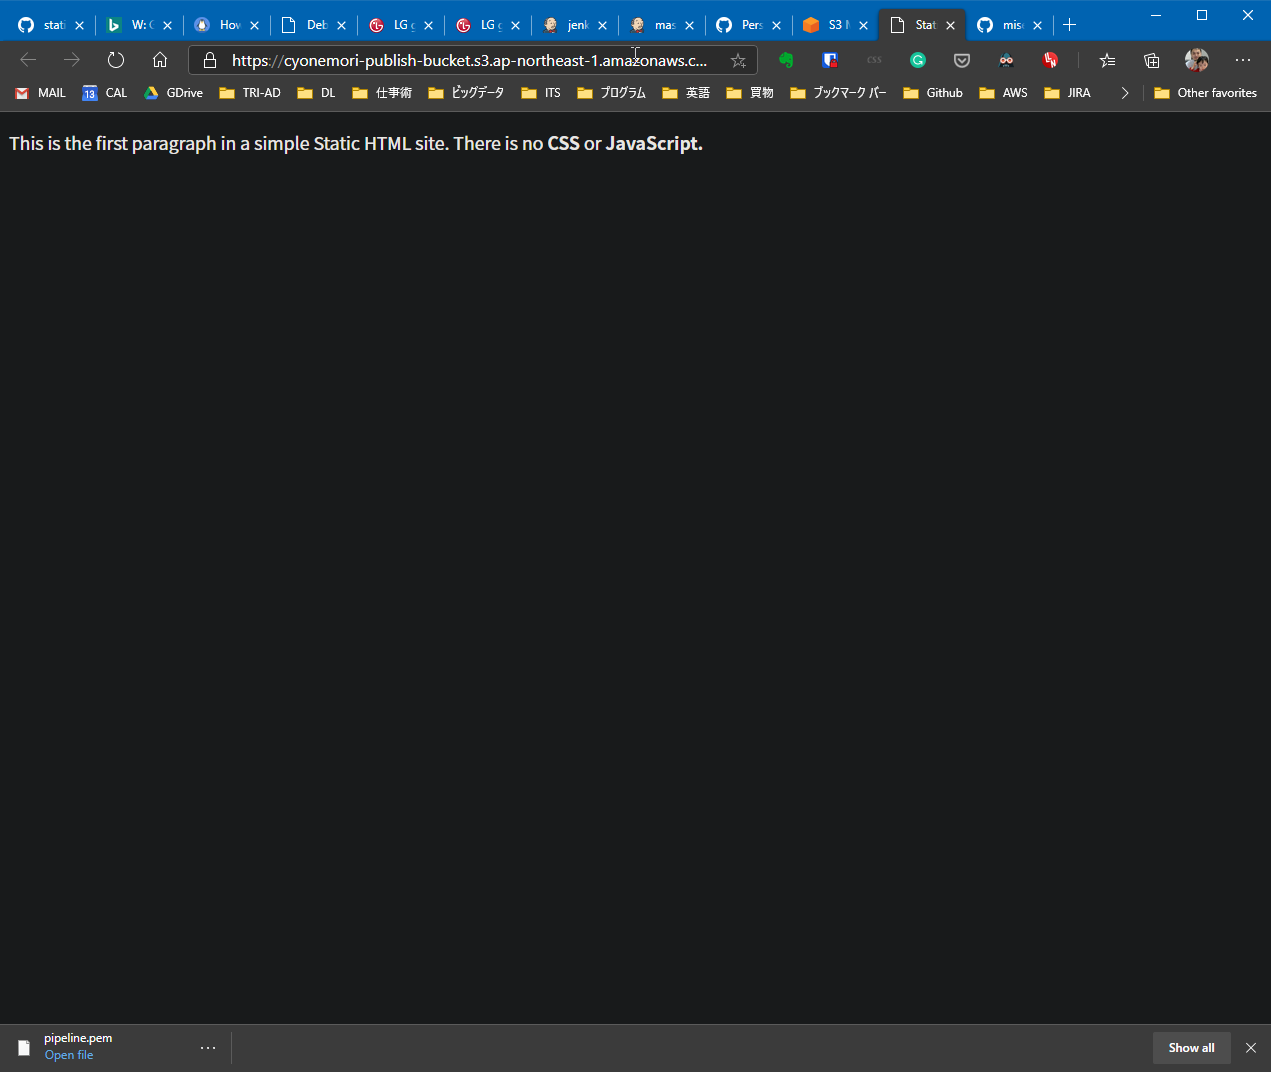 stati
W: C
How
Deb
LG g
LG g
jenk
mas
Pers
S3 M
Stat
misc
https://cyonemori-publish-bucket.s3.ap-northeast-1.amazonaws.c...
css
MAIL
13 CAL
GDrive
TRI-AD
DL
仕事術
ビッグデータ
ITS
プログラム
英語
買物
ブックマーク バー
Github
AWS
JIRA
Other favorites
This is the first paragraph in a simple Static HTML site. There is no CSS or JavaScript.
pipeline.pem
Open file
Show all